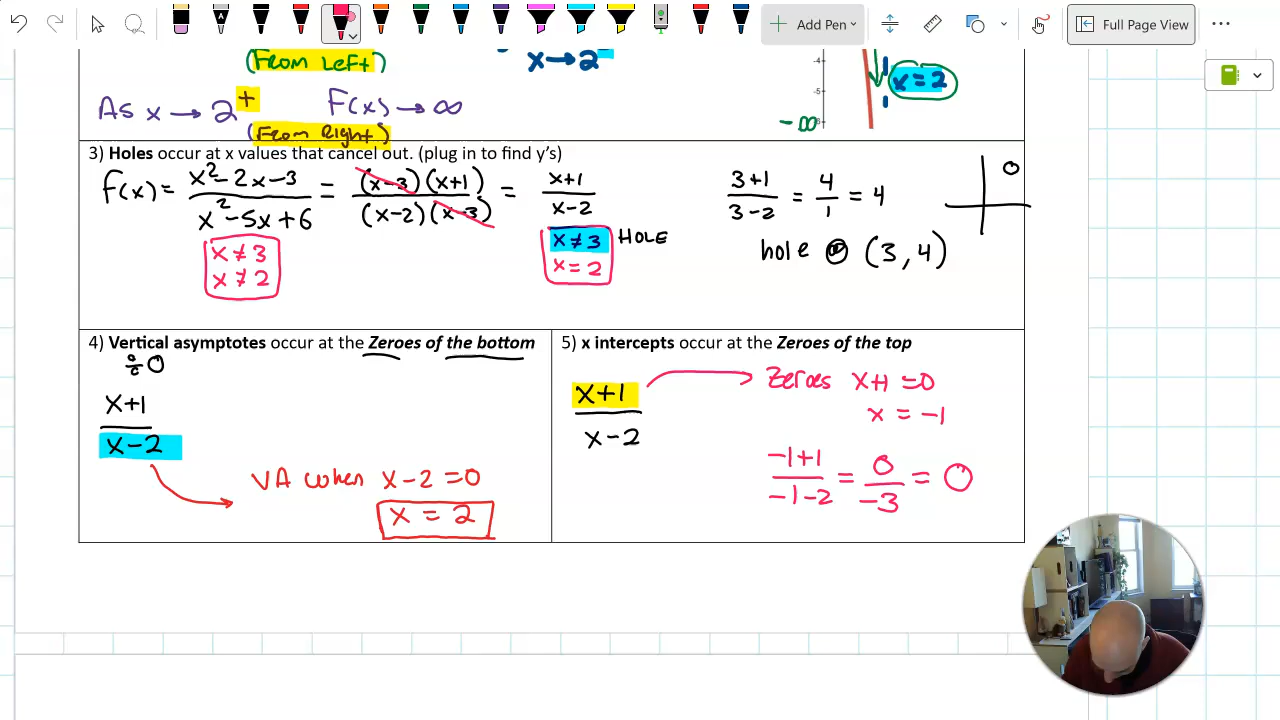 Add Pen
Full Page View
(From Left)
x→2
-4
-5
x=2
As x → 2⁺ F(x) → ∞
(From Right)
-∞
3) Holes occur at x values that cancel out. (plug in to find y's)
F(x) = x²-2x-3 / x²-5x+6 = (x-3)(x+1) / (x-2)(x-3) = x+1 / x-2
x≠3
x≠2
x≠3 HOLE
x=2
3+1 / 3-2 = 4/1 = 4
hole @ (3,4)
4) Vertical asymptotes occur at the Zeroes of the bottom
÷0
x+1
x-2
VA when x-2=0
x = 2
5) x intercepts occur at the Zeroes of the top
x+1
x-2
Zeroes x+1=0
x = -1
-1+1 / -1-2 = 0 / -3 = 0